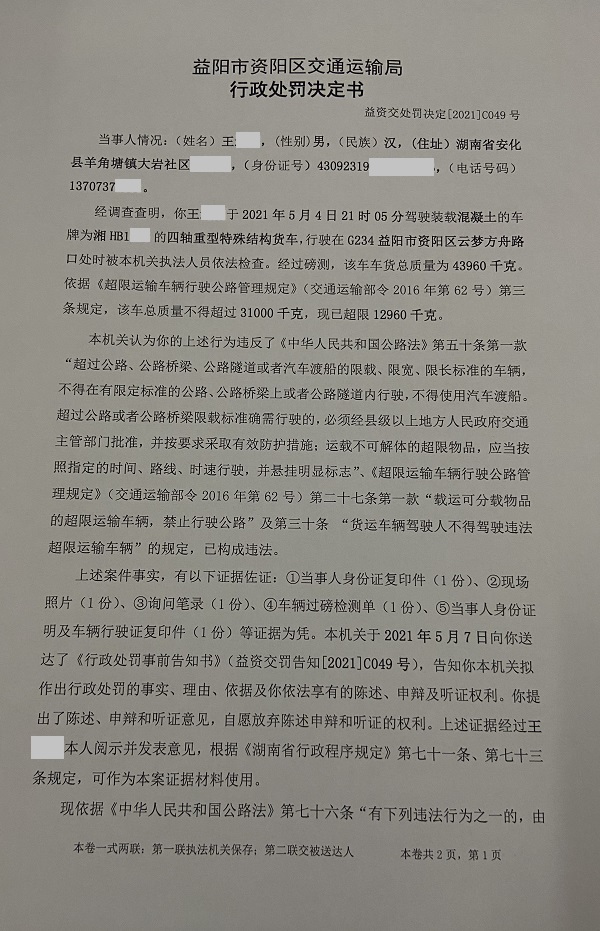 益阳市资阳区交通运输局
行政处罚决定书
益资交处罚决定[2021]C049 号
当事人情况：（姓名）王，（性别）男，（民族）汉，（住址）湖南省安化
县羊角塘镇大岩社区，（身份证号）43092319，（电话号码）
1370737。
经调查查明，你王于 2021 年 5 月 4 日 21 时 05 分驾驶装载混凝土的车
牌为湘 HB1的四轴重型特殊结构货车，行驶在 G234 益阳市资阳区云梦方舟路
口处时被本机关执法人员依法检查。经过磅测，该车车货总质量为 43960 千克。
依据《超限运输车辆行驶公路管理规定》（交通运输部令 2016 年第 62 号）第三
条规定，该车总质量不得超过 31000 千克，现已超限 12960 千克。
本机关认为你的上述行为违反了《中华人民共和国公路法》第五十条第一款
“超过公路、公路桥梁、公路隧道或者汽车渡船的限载、限宽、限长标准的车辆，
不得在有限定标准的公路、公路桥梁上或者公路隧道内行驶，不得使用汽车渡船。
超过公路或者公路桥梁限载标准确需行驶的，必须经县级以上地方人民政府交通
主管部门批准，并按要求采取有效防护措施；运载不可解体的超限物品，应当按
照指定的时间、路线、时速行驶，并悬挂明显标志”、《超限运输车辆行驶公路管
理规定》（交通运输部令 2016 年第 62 号）第二十七条第一款“载运可分载物品
的超限运输车辆，禁止行驶公路”及第三十条 “货运车辆驾驶人不得驾驶违法
超限运输车辆”的规定，已构成违法。
上述案件事实，有以下证据佐证：①当事人身份证复印件（1 份）、②现场
照片（1 份）、③询问笔录（1 份）、④车辆过磅检测单（1 份）、⑤当事人身份证
明及车辆行驶证复印件（1 份）等证据为凭。本机关于 2021 年 5 月 7 日向你送
达了《行政处罚事前告知书》（益资交罚告知[2021]C049 号），告知你本机关拟
作出行政处罚的事实、理由、依据及你依法享有的陈述、申辩及听证权利。你提
出了陈述、申辩和听证意见，自愿放弃陈述申辩和听证的权利。上述证据经过王
本人阅示并发表意见，根据《湖南省行政程序规定》第七十一条、第七十三
条规定，可作为本案证据材料使用。
现依据《中华人民共和国公路法》第七十六条“有下列违法行为之一的，由
本卷一式两联：第一联执法机关保存；第二联交被送达人 本卷共 2 页，第 1 页